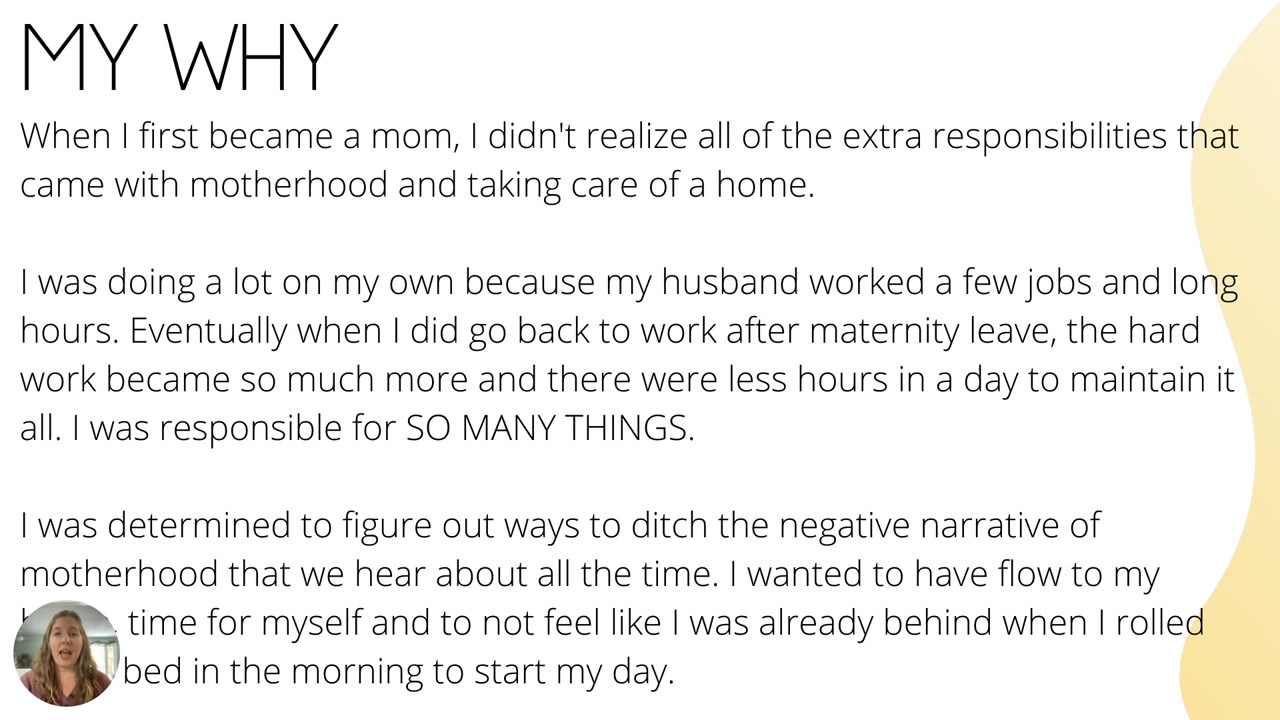 MY WHY
When I first became a mom, I didn't realize all of the extra responsibilities that
came with motherhood and taking care of a home.
I was doing a lot on my own because my husband worked a few jobs and long
hours. Eventually when I did go back to work after maternity leave, the hard
work became so much more and there were less hours in a day to maintain it
all. I was responsible for SO MANY THINGS.
I was determined to figure out ways to ditch the negative narrative of
motherhood that we hear about all the time. I wanted to have flow to my
time for myself and to not feel like I was already behind when I rolled
bed in the morning to start my day.